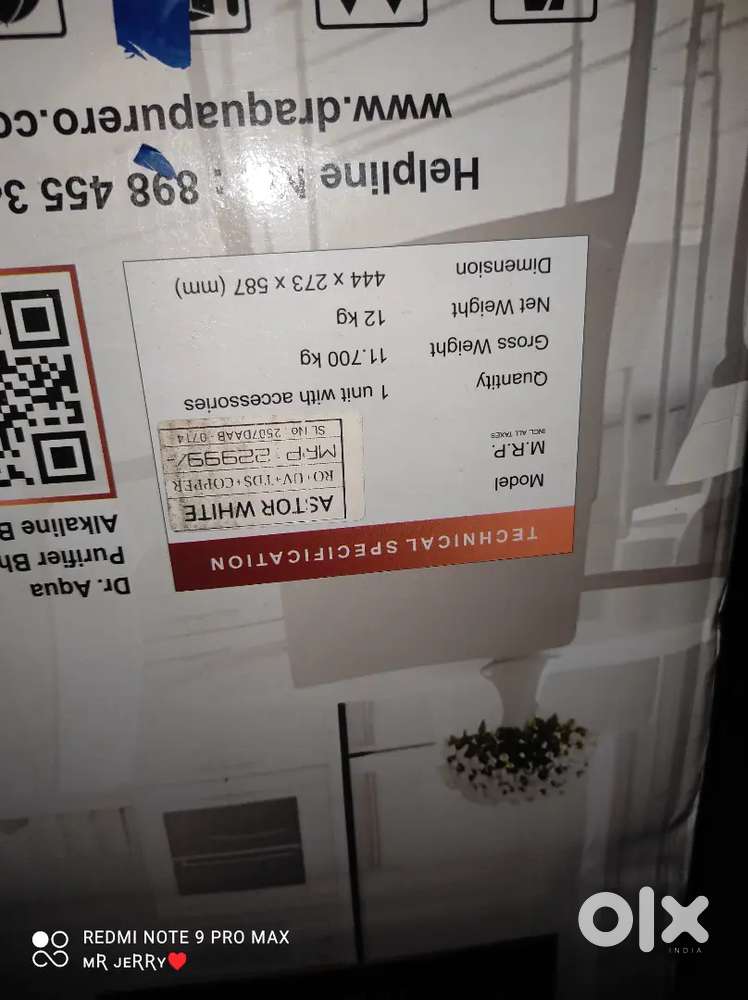 TECHNICAL SPECIFICATION
Model
ASTOR WHITE
RO+UV+TDS+COPPER
M.R.P.
INCL. ALL TAXES
MRP : 22999/-
SL No : 2507DAAB-0714
Quantity 1 unit with accessories
Gross Weight 11.700 kg
Net Weight 12 kg
Dimension 444 x 273 x 587 (mm)
Dr. Aqua
Purifier
Alkaline
Helpline
898 455
www.draquapurero.co
REDMI NOTE 9 PRO MAX
MR JERRY❤
olx
INDIA